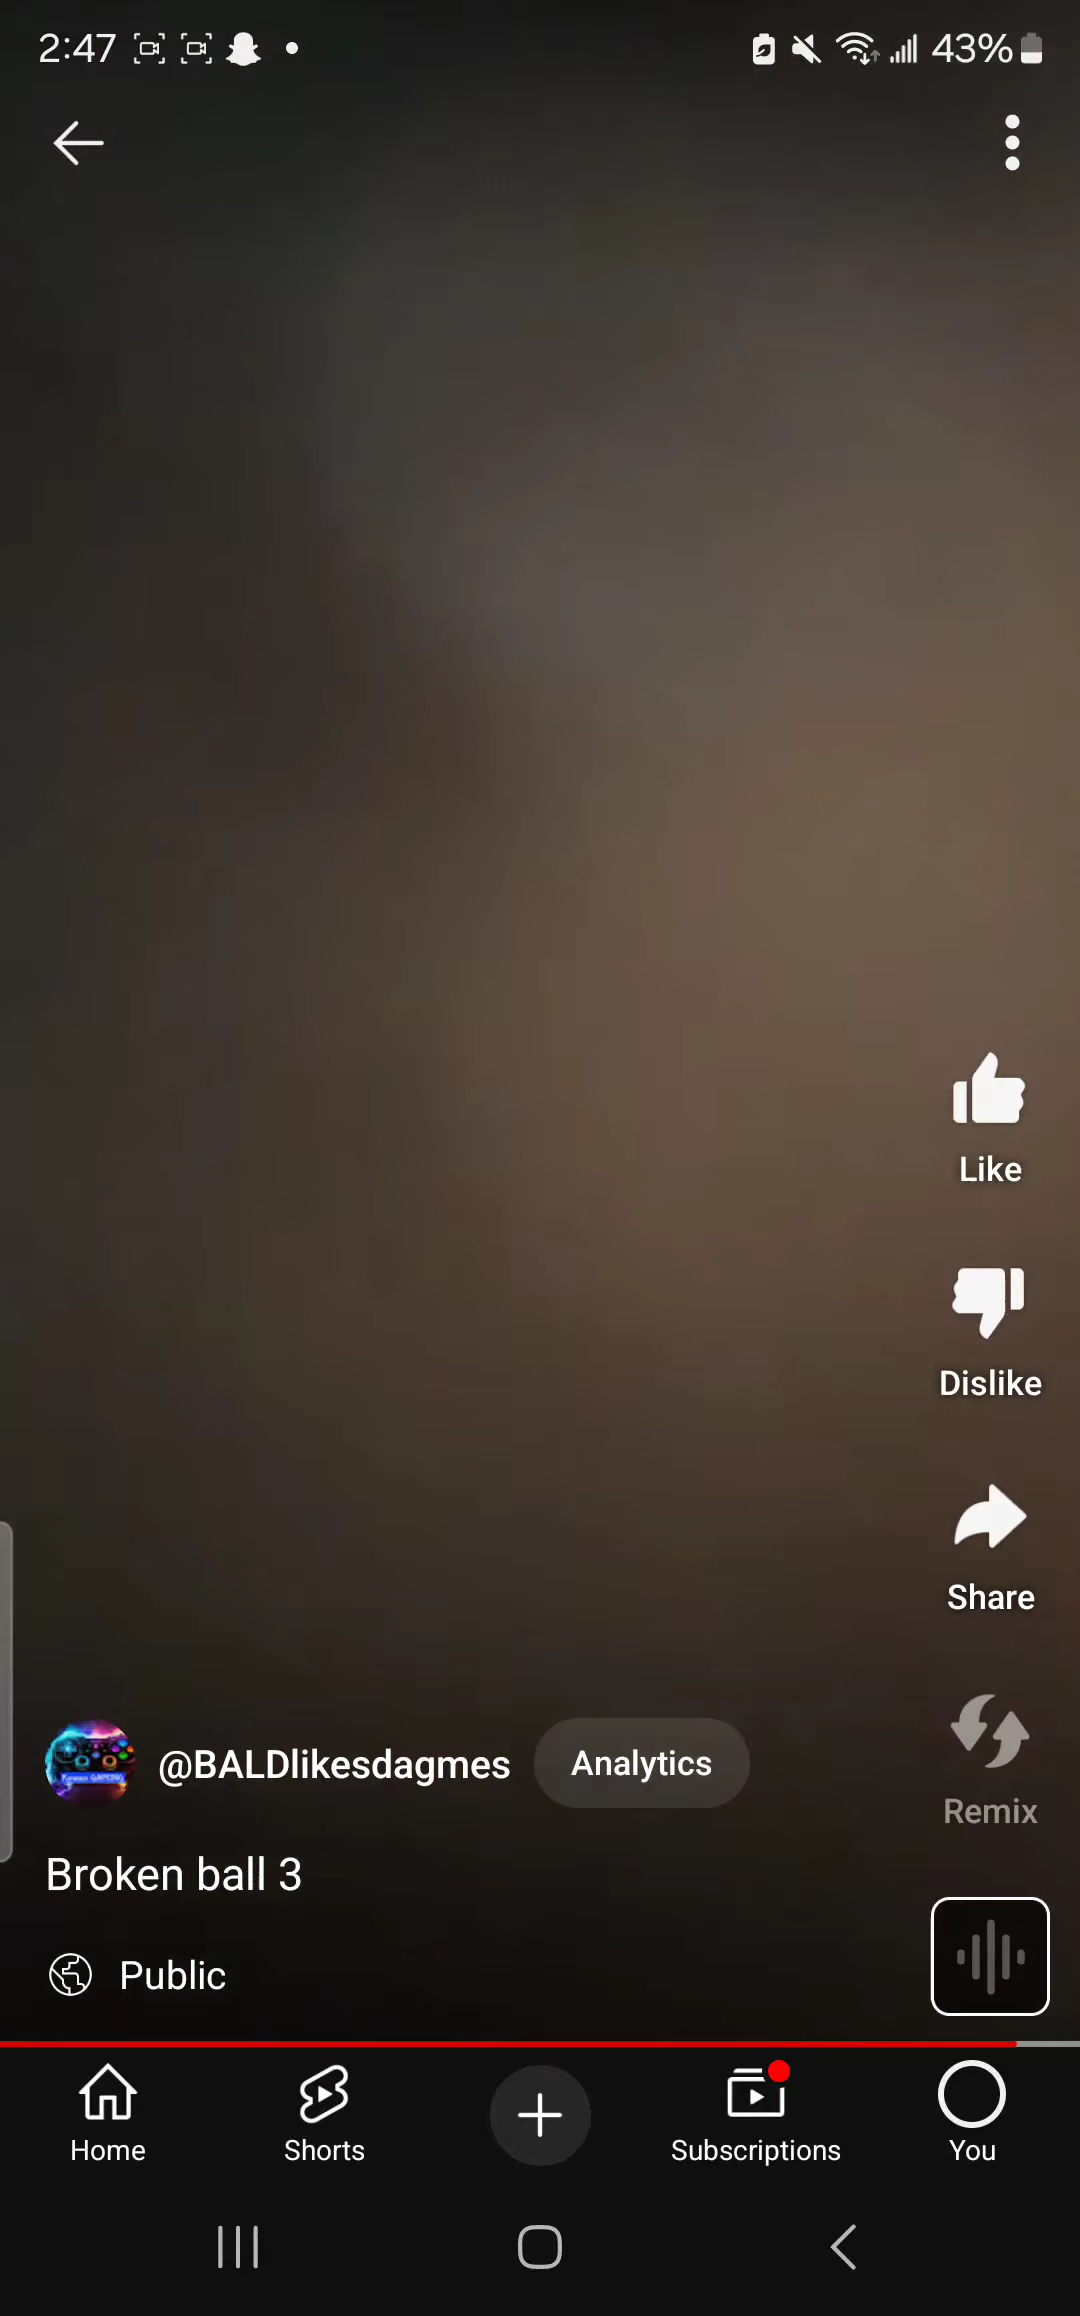 2:47
43%
Like
Dislike
Share
Remix
@BALDlikesdagmes
Analytics
Broken ball 3
Public
Home
Shorts
Subscriptions
You